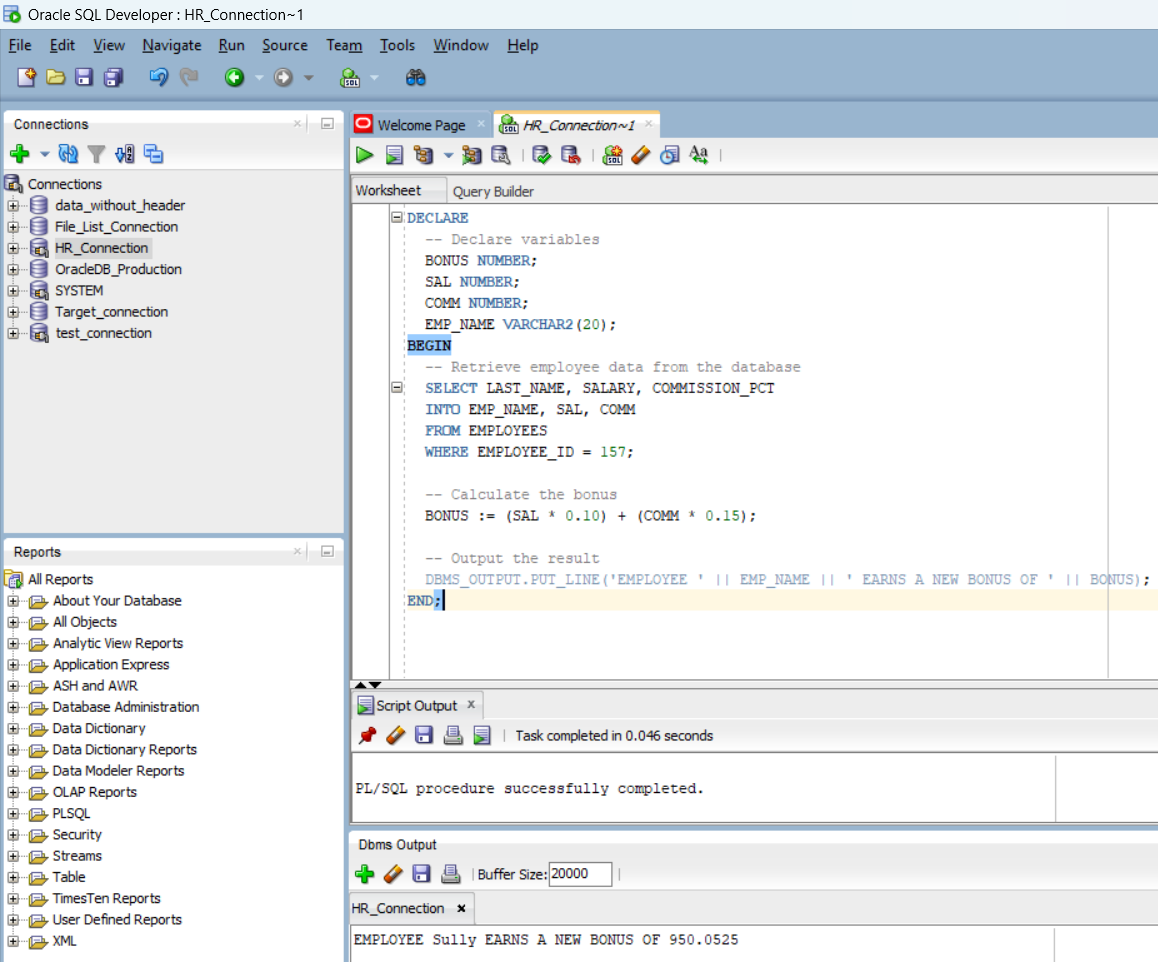 Oracle SQL Developer : HR_Connection~1
File Edit View Navigate Run Source Team Tools Window Help
Connections
Connections
data_without_header
File_List_Connection
HR_Connection
OracleDB_Production
SYSTEM
Target_connection
test_connection
Reports
All Reports
About Your Database
All Objects
Analytic View Reports
Application Express
ASH and AWR
Database Administration
Data Dictionary
Data Dictionary Reports
Data Modeler Reports
OLAP Reports
PLSQL
Security
Streams
Table
TimesTen Reports
User Defined Reports
XML
Welcome Page HR_Connection~1
Worksheet Query Builder
DECLARE
-- Declare variables
BONUS NUMBER;
SAL NUMBER;
COMM NUMBER;
EMP_NAME VARCHAR2(20);
BEGIN
-- Retrieve employee data from the database
SELECT LAST_NAME, SALARY, COMMISSION_PCT
INTO EMP_NAME, SAL, COMM
FROM EMPLOYEES
WHERE EMPLOYEE_ID = 157;
-- Calculate the bonus
BONUS := (SAL * 0.10) + (COMM * 0.15);
-- Output the result
DBMS_OUTPUT.PUT_LINE('EMPLOYEE ' || EMP_NAME || ' EARNS A NEW BONUS OF ' || BONUS);
END;
Script Output
Task completed in 0.046 seconds
PL/SQL procedure successfully completed.
Dbms Output
Buffer Size: 20000
HR_Connection
EMPLOYEE Sully EARNS A NEW BONUS OF 950.0525